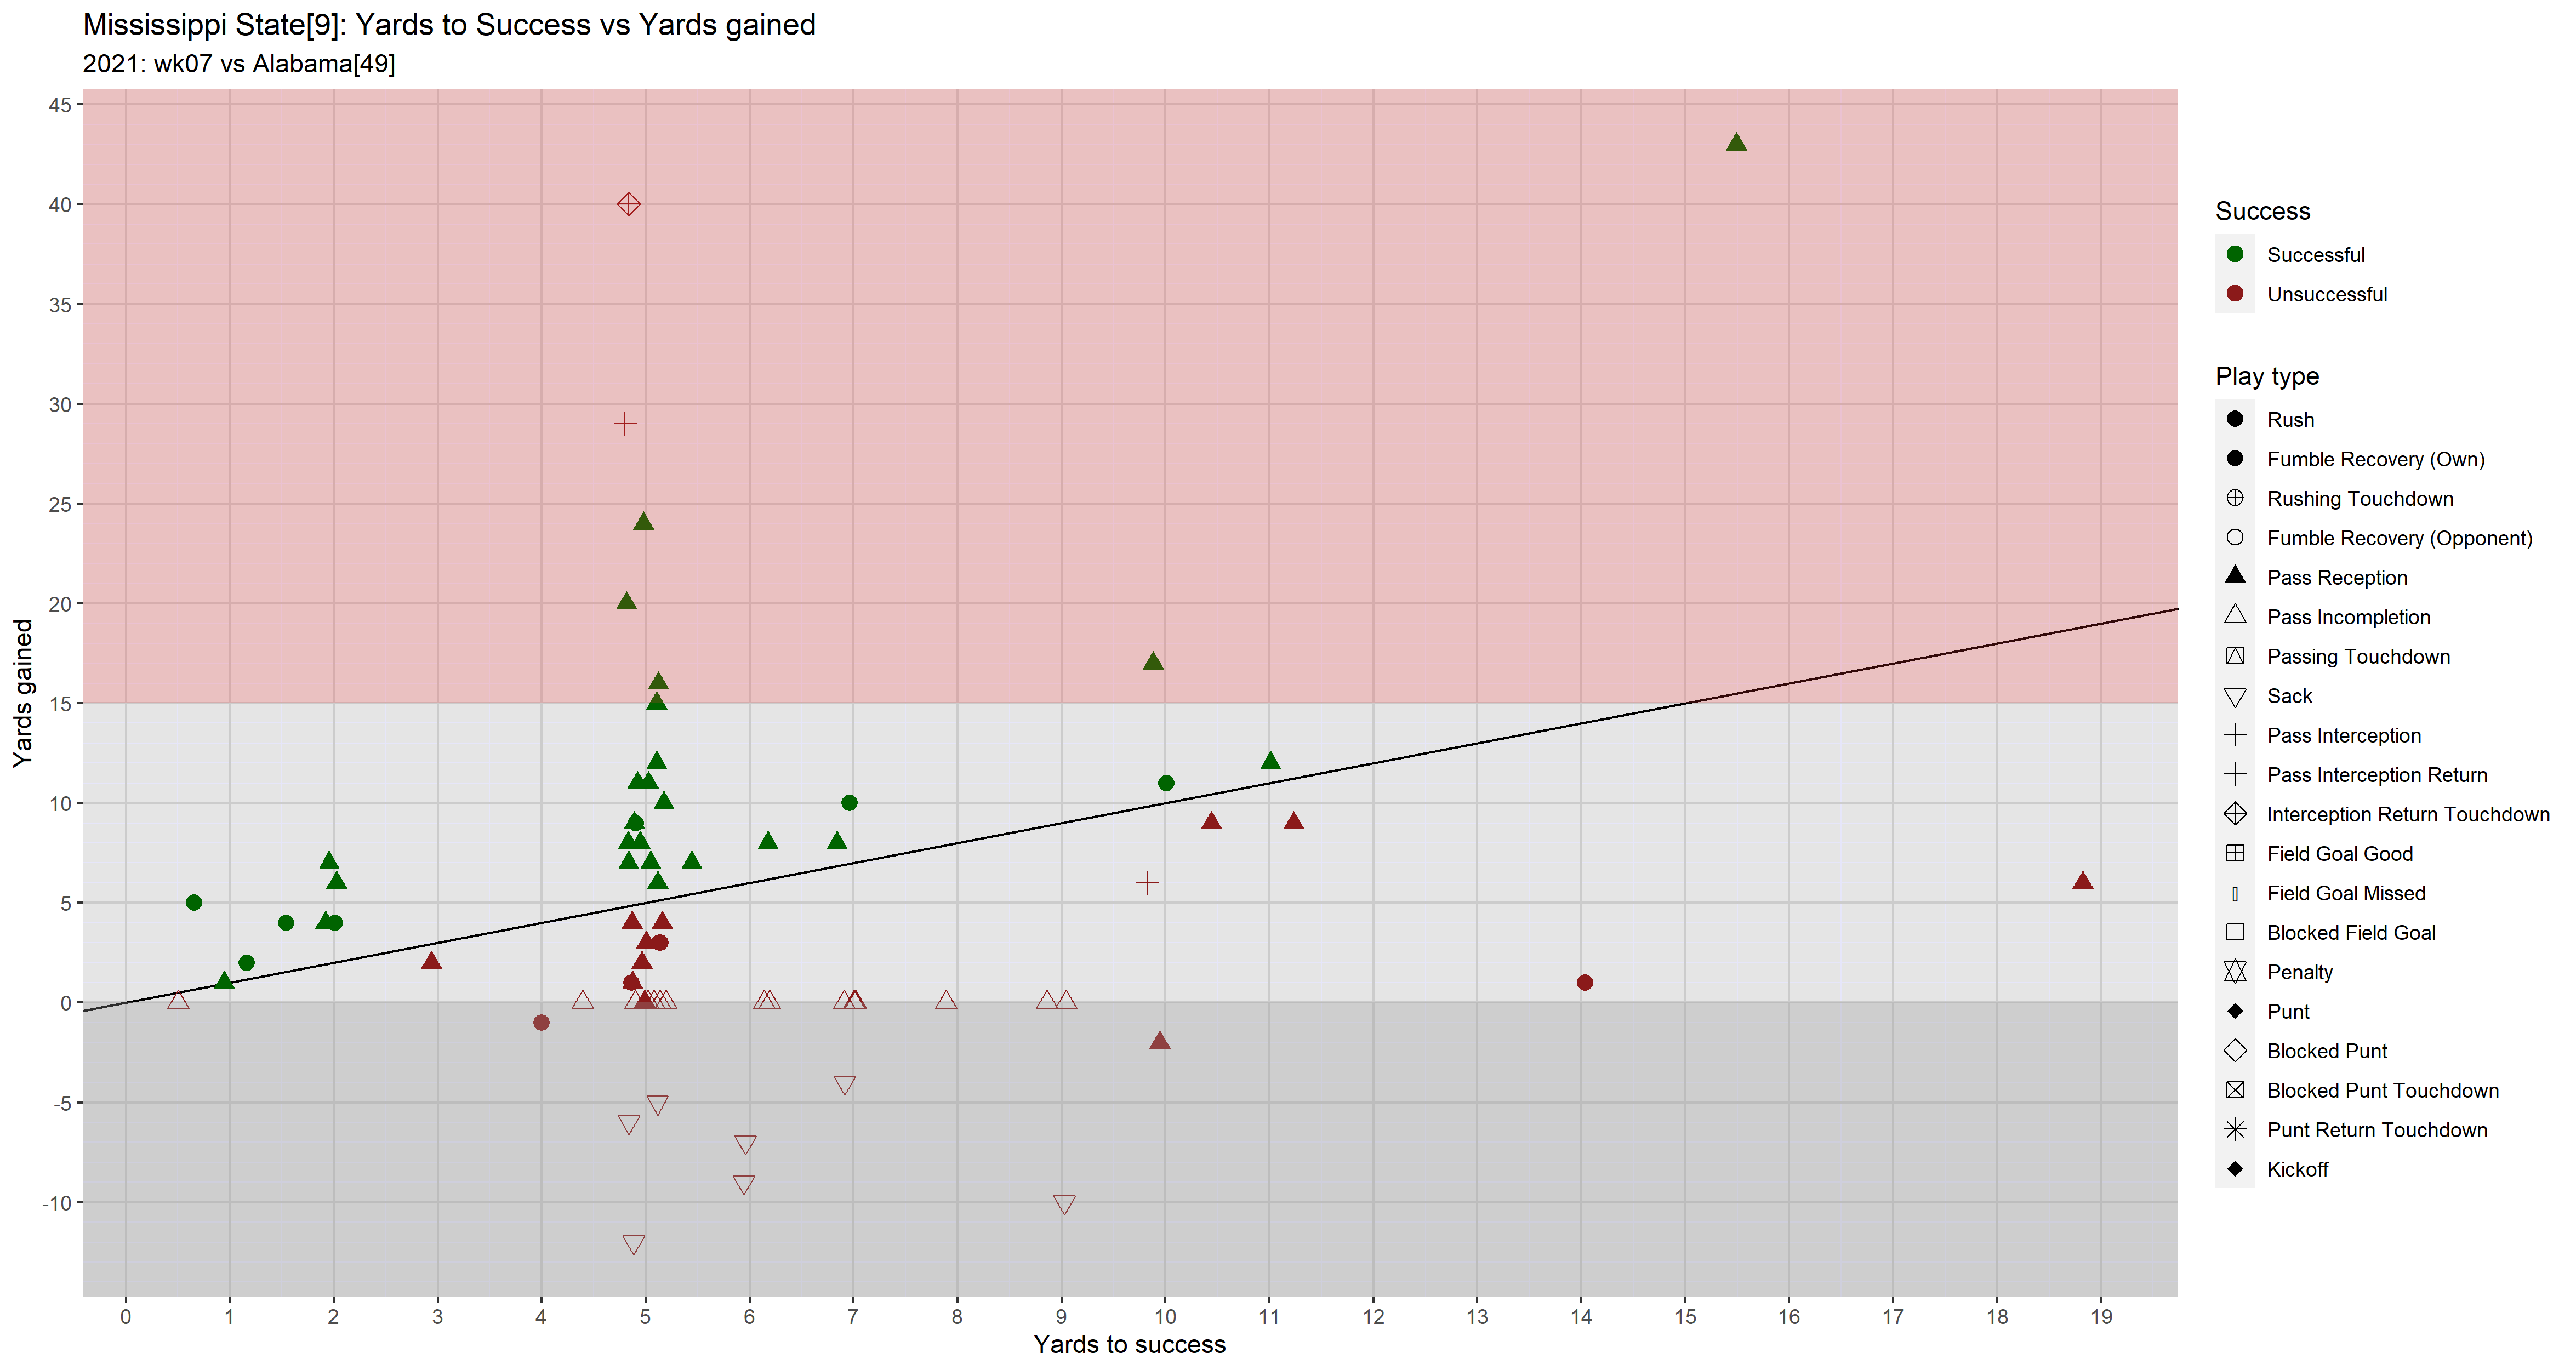 Mississippi State[9]: Yards to Success vs Yards gained
2021: wk07 vs Alabama[49]
45
40
35
30
25
20
15
10
5
0
-5
-10
Yards gained
0 1 2 3 4 5 6 7 8 9 10 11 12 13 14 15 16 17 18 19
Yards to success
Success
Successful
Unsuccessful
Play type
Rush
Fumble Recovery (Own)
Rushing Touchdown
Fumble Recovery (Opponent)
Pass Reception
Pass Incompletion
Passing Touchdown
Sack
Pass Interception
Pass Interception Return
Interception Return Touchdown
Field Goal Good
Field Goal Missed
Blocked Field Goal
Penalty
Punt
Blocked Punt
Blocked Punt Touchdown
Punt Return Touchdown
Kickoff